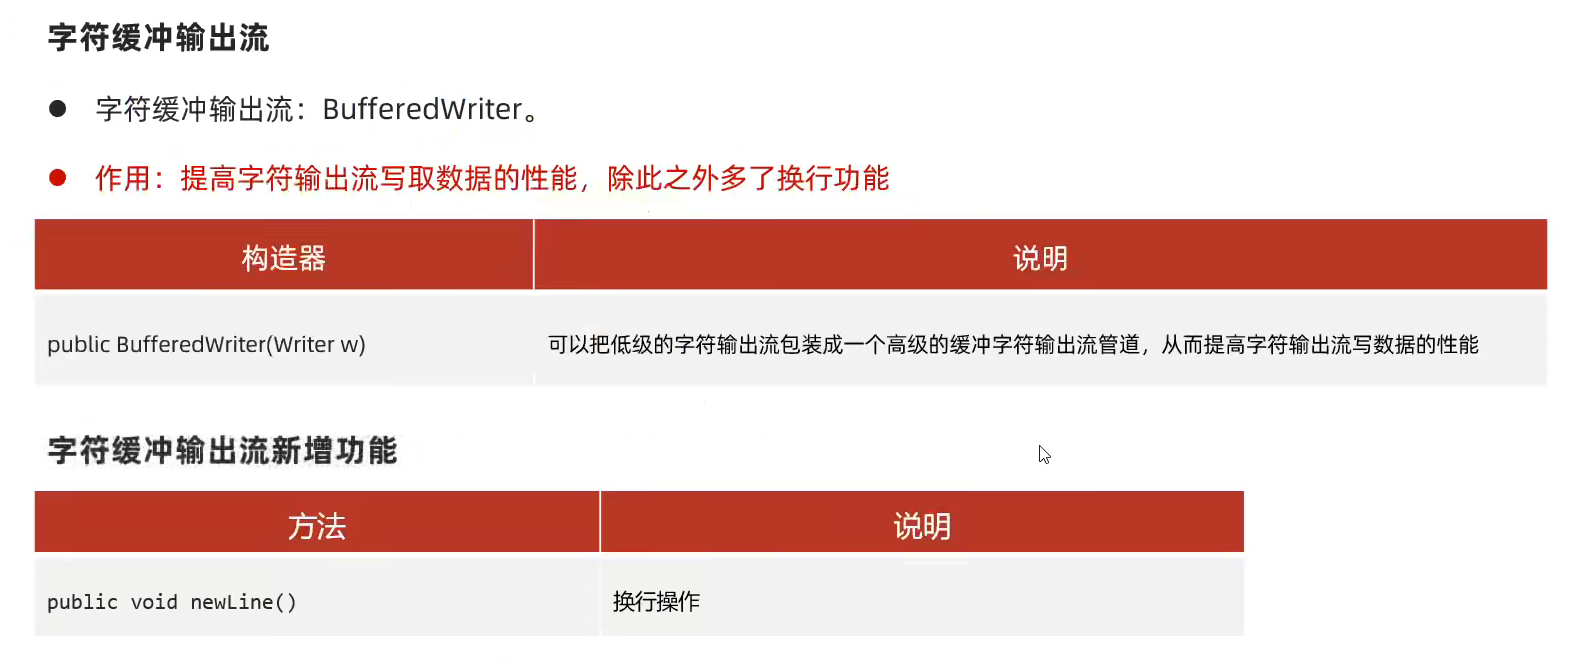 字符缓冲输出流
● 字符缓冲输出流：BufferedWriter。
● 作用：提高字符输出流写取数据的性能，除此之外多了换行功能
构造器 说明
public BufferedWriter(Writer w) 可以把低级的字符输出流包装成一个高级的缓冲字符输出流管道，从而提高字符输出流写数据的性能
字符缓冲输出流新增功能
方法 说明
public void newLine() 换行操作